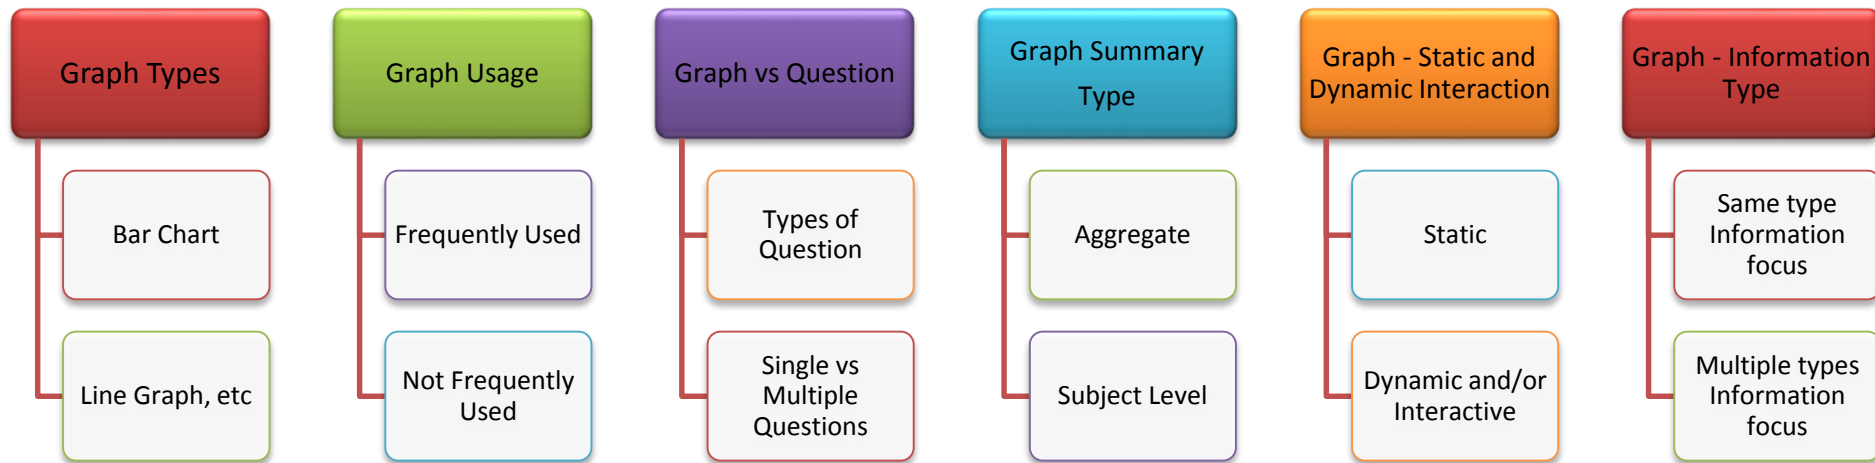 Graph Types
Bar Chart
Line Graph, etc
Graph Usage
Frequently Used
Not Frequently
Used
Graph vs Question
Types of
Question
Single vs
Multiple
Questions
Graph Summary
Type
Aggregate
Subject Level
Graph - Static and
Dynamic Interaction
Static
Dynamic and/or
Interactive
Graph - Information
Type
Same type
Information
focus
Multiple types
Information
focus